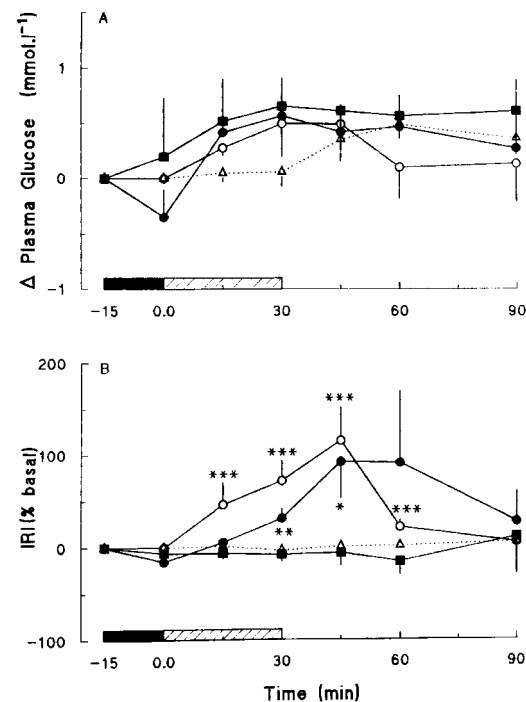 A
Δ Plasma Glucose (mmol.l⁻¹)
1
0
-1
-15 0.0 30 60 90
B
IRI (% basal)
200
100
0
-100
***
***
***
**
*
***
-15 0.0 30 60 90
Time (min)